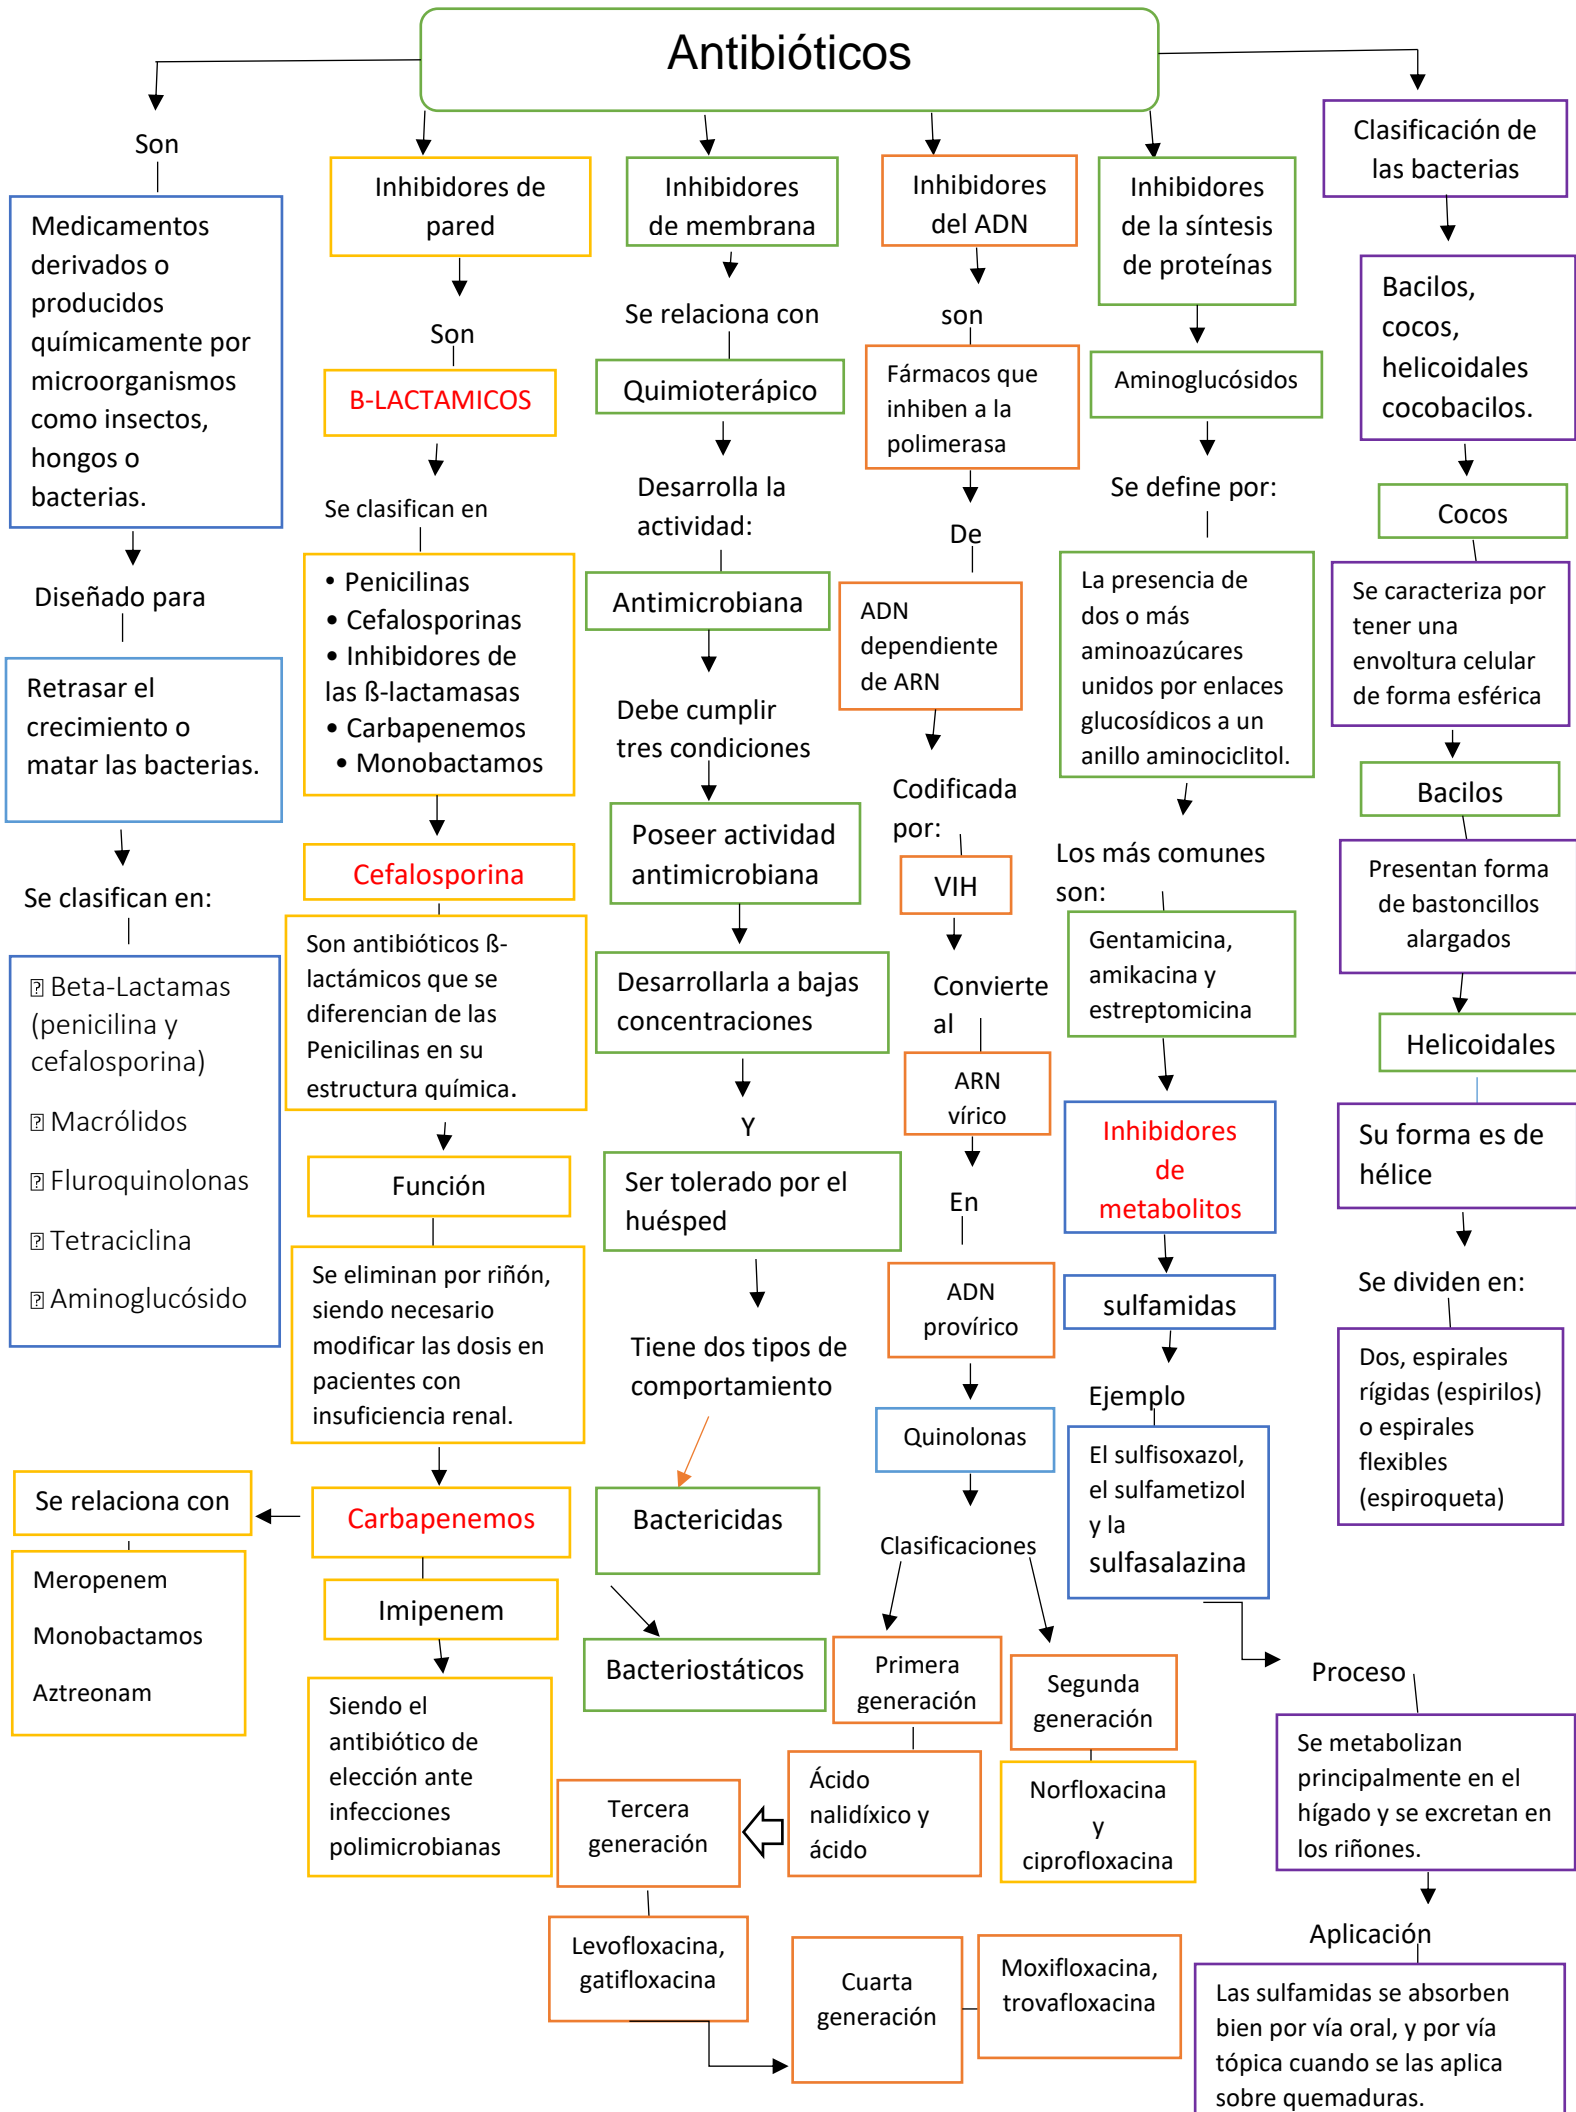 Antibióticos
Son
Medicamentos
derivados o
producidos
químicamente por
microorganismos
como insectos,
hongos o
bacterias.
Diseñado para
Retrasar el
crecimiento o
matar las bacterias.
Se clasifican en:
Beta-Lactamas
(penicilina y
cefalosporina)
Macrólidos
Fluroquinolonas
Tetraciclina
Aminoglucósido
Inhibidores de
pared
Son
B-LACTAMICOS
Se clasifican en
• Penicilinas
• Cefalosporinas
• Inhibidores de
las ß-lactamasas
• Carbapenemos
• Monobactamos
Cefalosporina
Son antibióticos ß-
lactámicos que se
diferencian de las
Penicilinas en su
estructura química.
Función
Se eliminan por riñón,
siendo necesario
modificar las dosis en
pacientes con
insuficiencia renal.
Carbapenemos
Se relaciona con
Meropenem
Monobactamos
Aztreonam
Imipenem
Siendo el
antibiótico de
elección ante
infecciones
polimicrobianas
Inhibidores
de membrana
Se relaciona con
Quimioterápico
Desarrolla la
actividad:
Antimicrobiana
Debe cumplir
tres condiciones
Poseer actividad
antimicrobiana
Desarrollarla a bajas
concentraciones
Y
Ser tolerado por el
huésped
Tiene dos tipos de
comportamiento
Bactericidas
Bacteriostáticos
Inhibidores
del ADN
son
Fármacos que
inhiben a la
polimerasa
De
ADN
dependiente
de ARN
Codificada
por:
VIH
Convierte
al
ARN
vírico
En
ADN
provírico
Quinolonas
Clasificaciones
Primera
generación
Ácido
nalidíxico y
ácido
Segunda
generación
Norfloxacina
y
ciprofloxacina
Tercera
generación
Levofloxacina,
gatifloxacina
Cuarta
generación
Moxifloxacina,
trovafloxacina
Inhibidores
de la síntesis
de proteínas
Aminoglucósidos
Se define por:
La presencia de
dos o más
aminoazúcares
unidos por enlaces
glucosídicos a un
anillo aminociclitol.
Los más comunes
son:
Gentamicina,
amikacina y
estreptomicina
Inhibidores
de
metabolitos
sulfamidas
Ejemplo
El sulfisoxazol,
el sulfametizol
y la
sulfasalazina
Proceso
Se metabolizan
principalmente en el
hígado y se excretan en
los riñones.
Aplicación
Las sulfamidas se absorben
bien por vía oral, y por vía
tópica cuando se las aplica
sobre quemaduras.
Clasificación de
las bacterias
Bacilos,
cocos,
helicoidales
cocobacilos.
Cocos
Se caracteriza por
tener una
envoltura celular
de forma esférica
Bacilos
Presentan forma
de bastoncillos
alargados
Helicoidales
Su forma es de
hélice
Se dividen en:
Dos, espirales
rígidas (espirilos)
o espirales
flexibles
(espiroqueta)